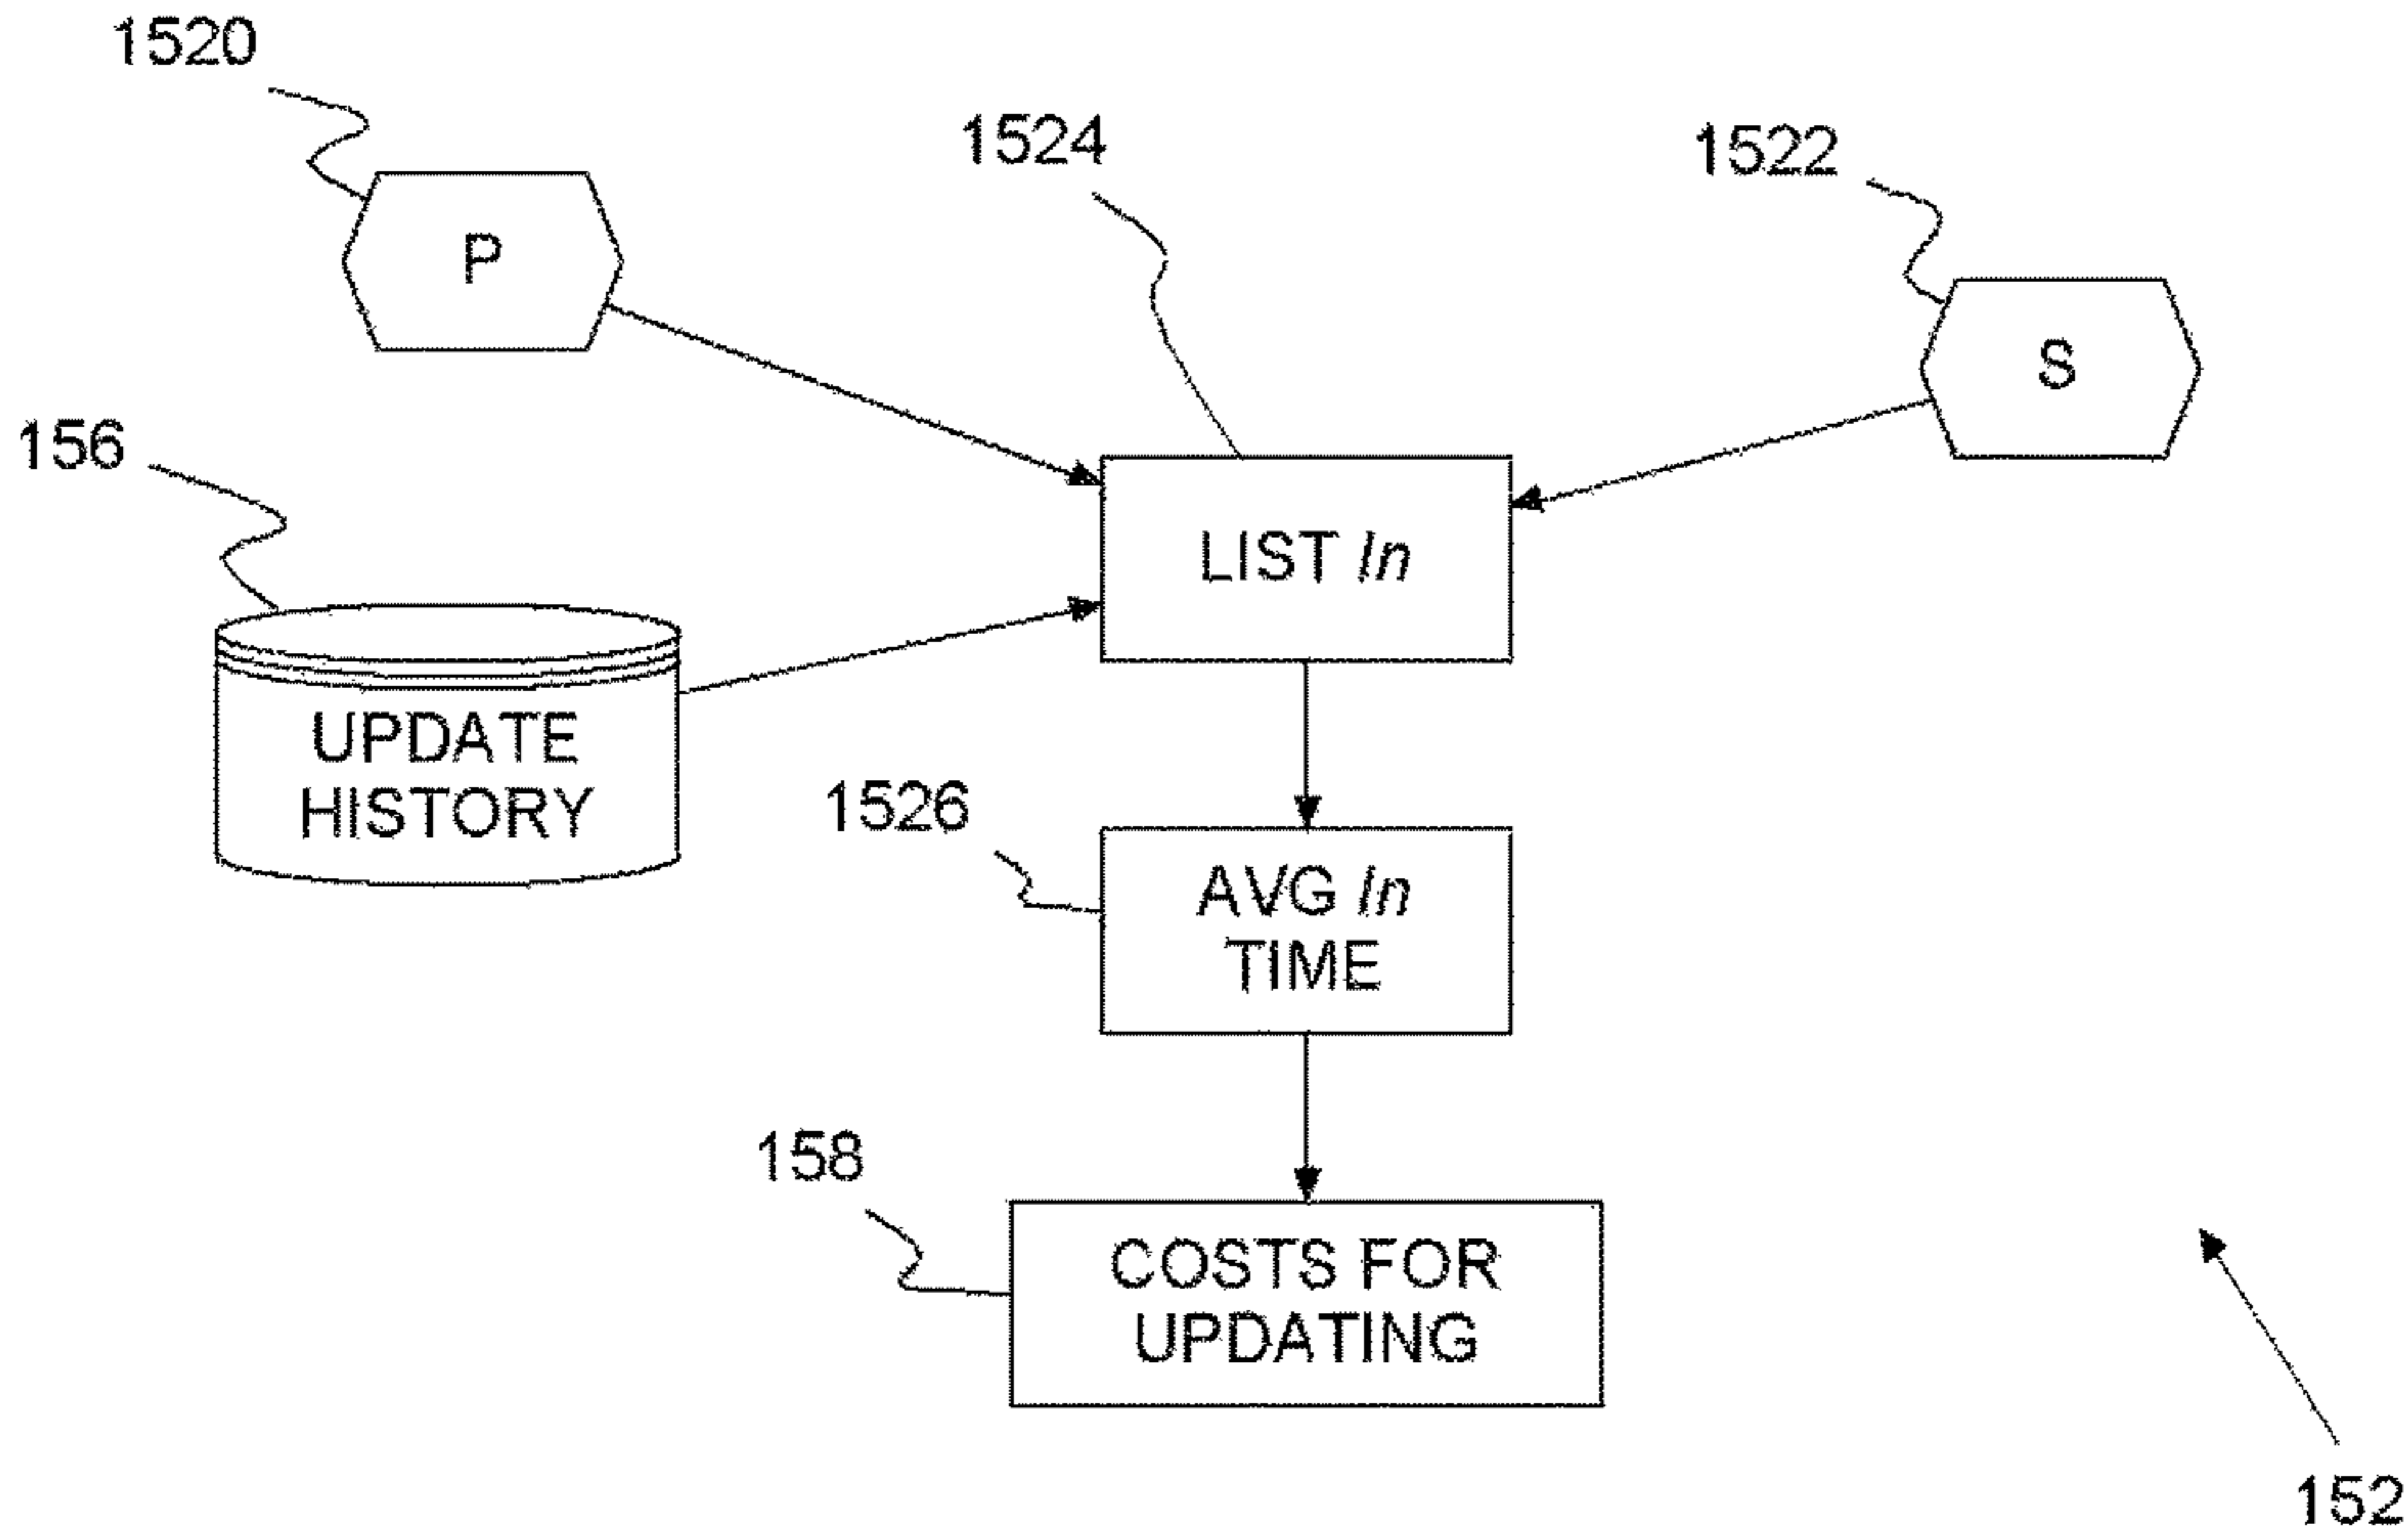 1520
P
1524
1522
S
156
LIST In
UPDATE
HISTORY
1526
AVG In
TIME
158
COSTS FOR
UPDATING
152